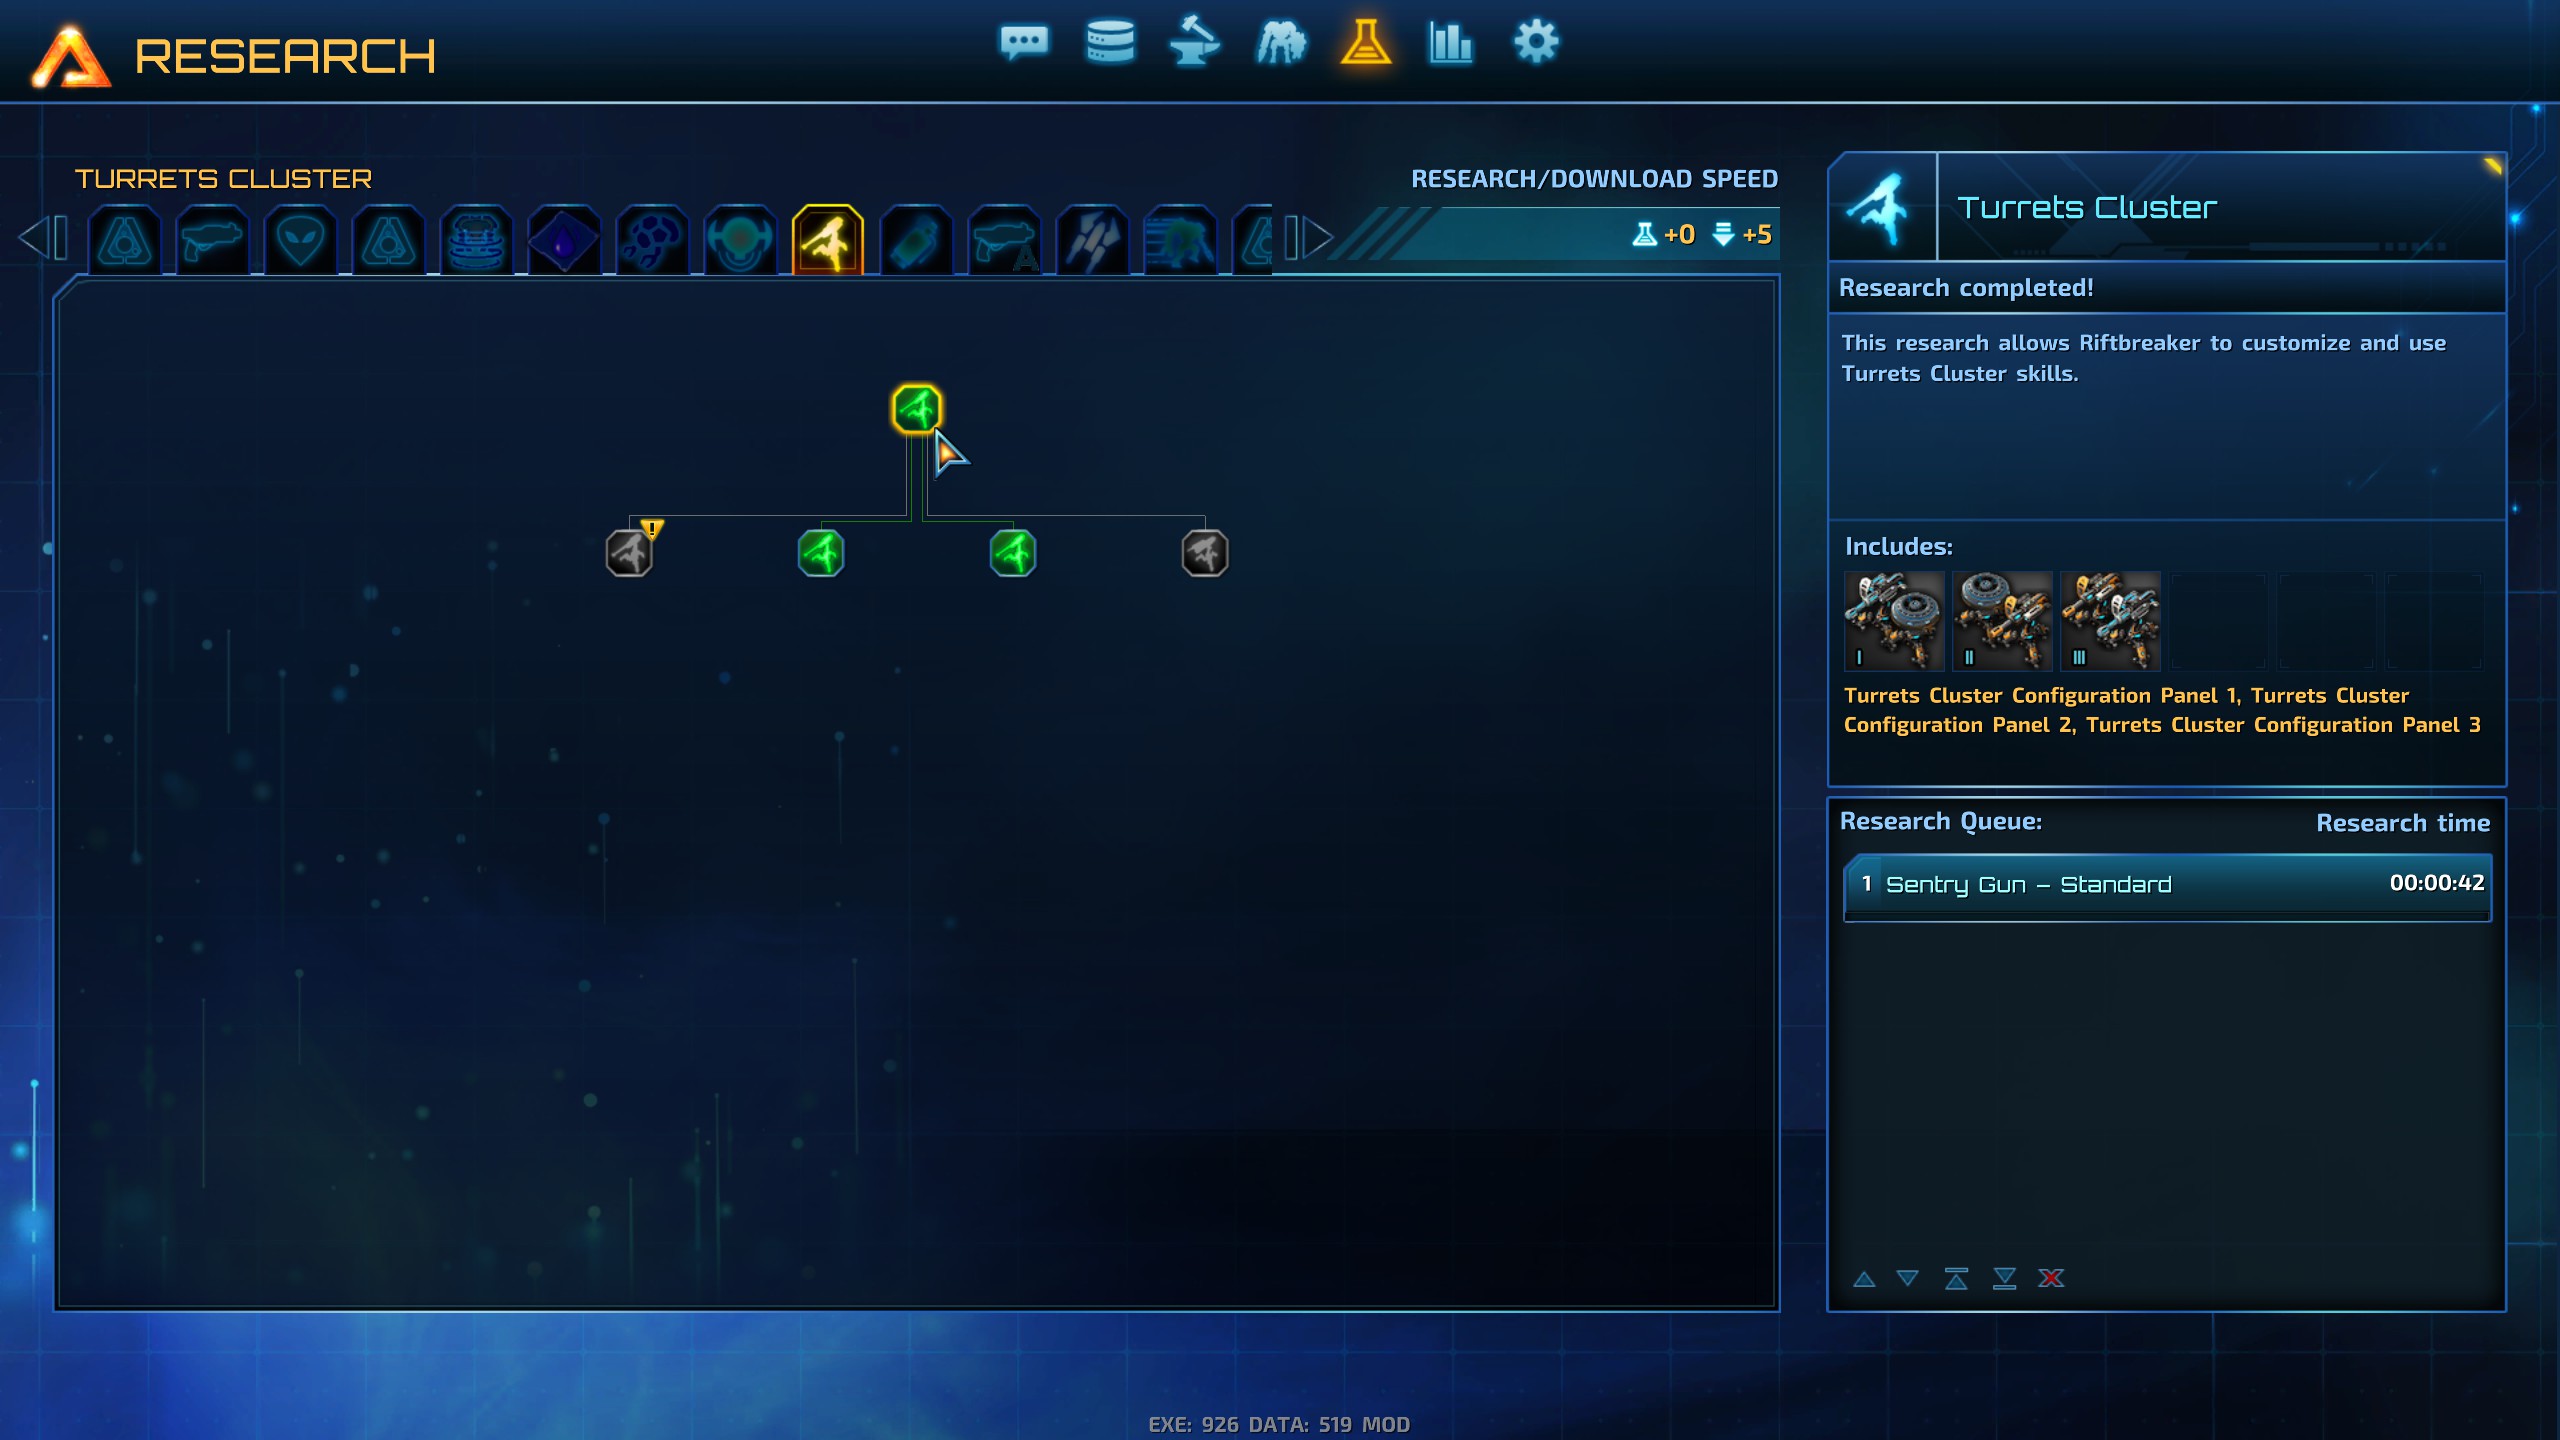 RESEARCH
TURRETS CLUSTER
RESEARCH/DOWNLOAD SPEED
+0 +5
Turrets Cluster
Research completed!
This research allows Riftbreaker to customize and use
Turrets Cluster skills.
Includes:
I II III
Turrets Cluster Configuration Panel 1, Turrets Cluster
Configuration Panel 2, Turrets Cluster Configuration Panel 3
Research Queue: Research time
1 Sentry Gun – Standard 00:00:42
EXE: 926 DATA: 519 MOD